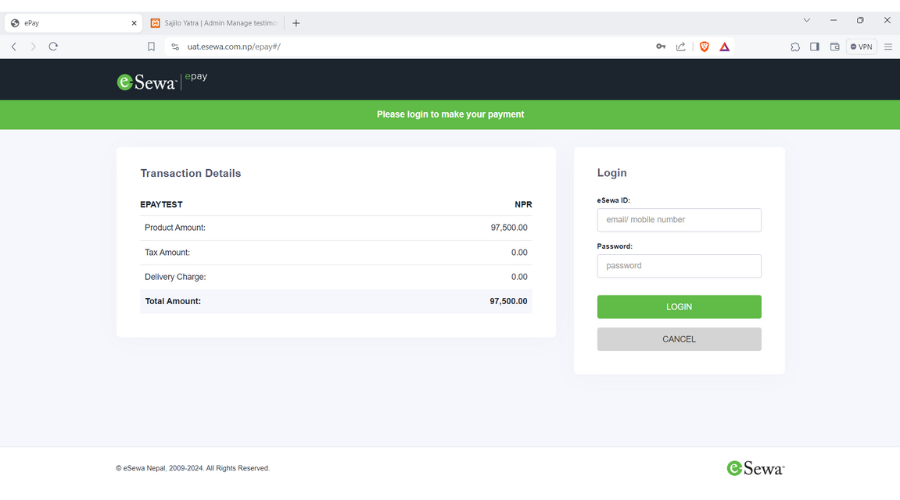 ePay
Sajilo Yatra | Admin Manage testimo
uat.esewa.com.np/epay#/
VPN
eSewa epay
Please login to make your payment
Transaction Details
EPAYTEST NPR
Product Amount: 97,500.00
Tax Amount: 0.00
Delivery Charge: 0.00
Total Amount: 97,500.00
Login
eSewa ID:
email/ mobile number
Password:
password
LOGIN
CANCEL
© eSewa Nepal, 2009-2024. All Rights Reserved.
eSewa